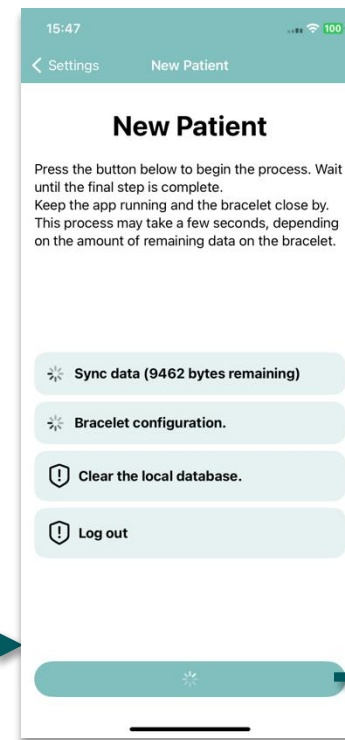 15:47
100
Settings
New Patient
New Patient
Press the button below to begin the process. Wait
until the final step is complete.
Keep the app running and the bracelet close by.
This process may take a few seconds, depending
on the amount of remaining data on the bracelet.
Sync data (9462 bytes remaining)
Bracelet configuration.
Clear the local database.
Log out